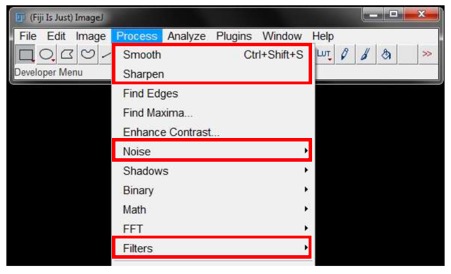 (Fiji Is Just) ImageJ
File Edit Image Process Analyze Plugins Window Help
LUT >>
Developer Menu
Smooth Ctrl+Shift+S
Sharpen
Find Edges
Find Maxima...
Enhance Contrast...
Noise
Shadows
Binary
Math
FFT
Filters